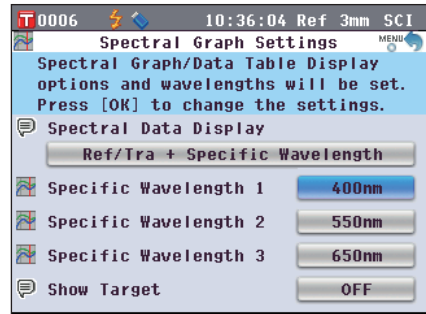 T 0006 10:36:04 Ref 3mm SCI
Spectral Graph Settings MENU
Spectral Graph/Data Table Display
options and wavelengths will be set.
Press [OK] to change the settings.
Spectral Data Display
Ref/Tra + Specific Wavelength
Specific Wavelength 1 400nm
Specific Wavelength 2 550nm
Specific Wavelength 3 650nm
Show Target OFF